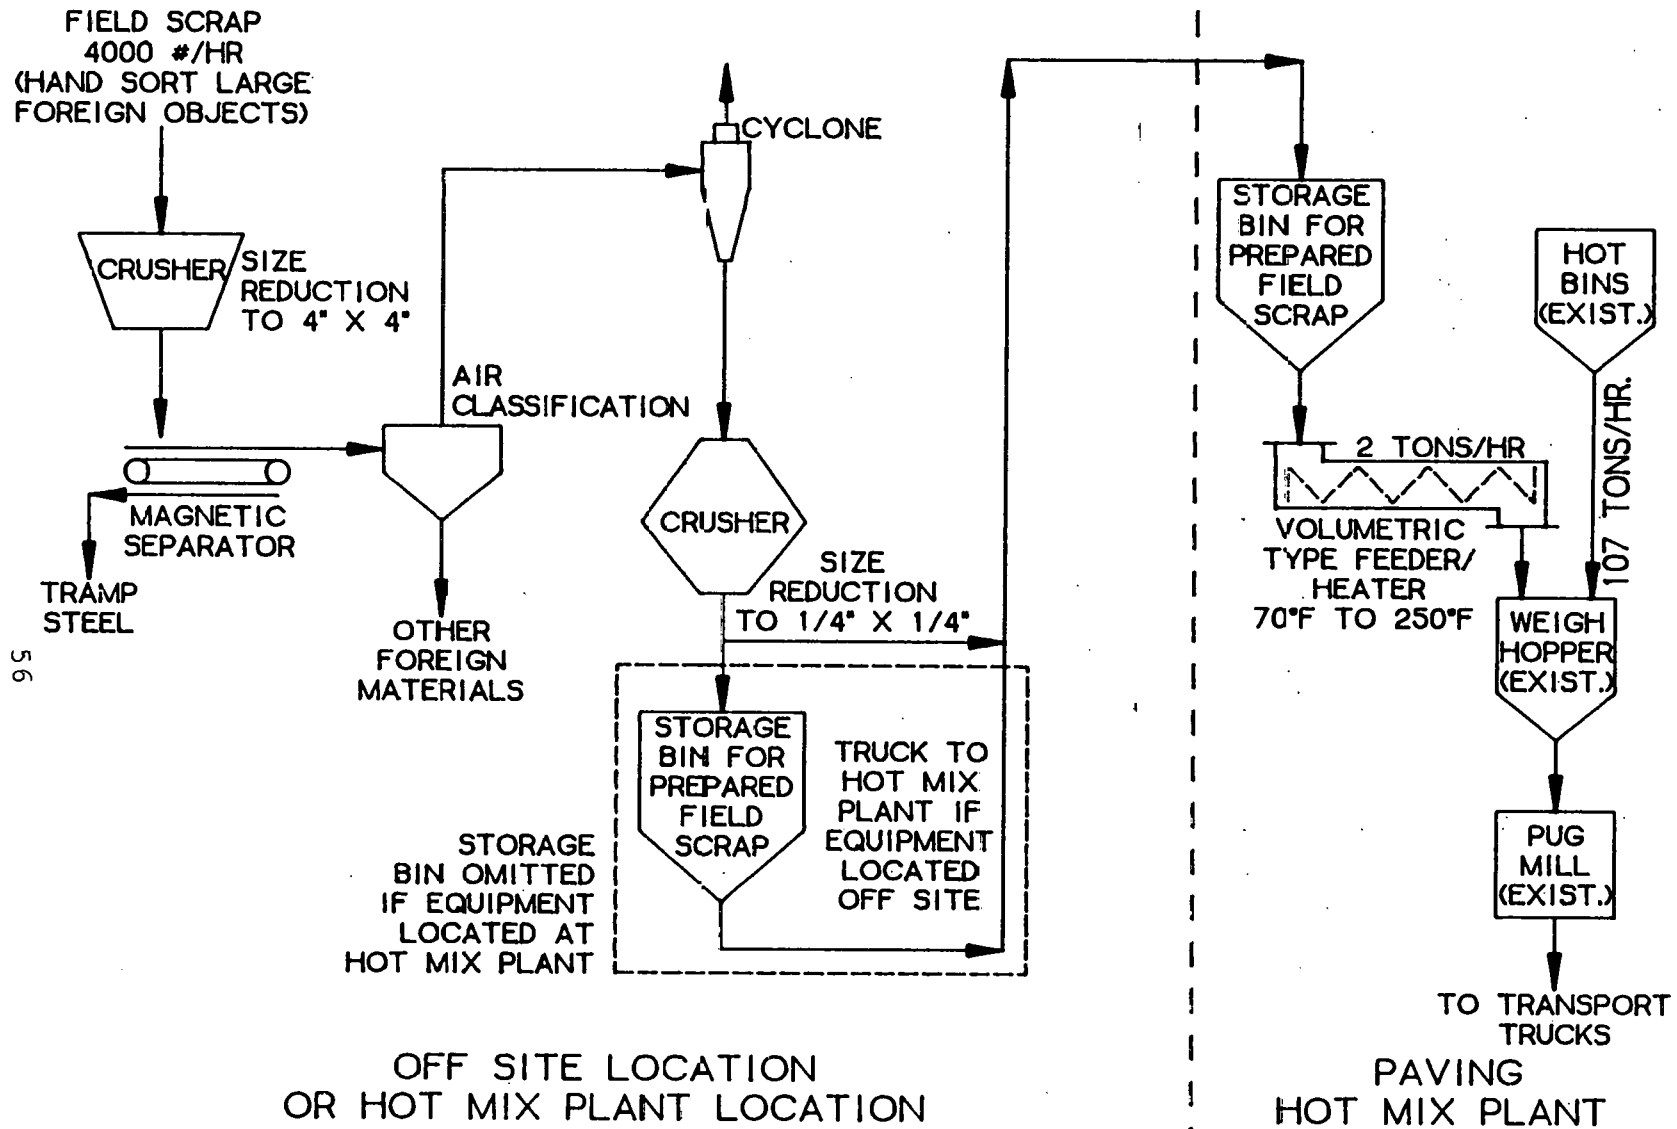 FIELD SCRAP
4000 #/HR
(HAND SORT LARGE
FOREIGN OBJECTS)
CRUSHER
SIZE
REDUCTION
TO 4" X 4"
MAGNETIC
SEPARATOR
TRAMP
STEEL
AIR
CLASSIFICATION
OTHER
FOREIGN
MATERIALS
CYCLONE
CRUSHER
SIZE
REDUCTION
TO 1/4" X 1/4"
STORAGE
BIN FOR
PREPARED
FIELD
SCRAP
TRUCK TO
HOT MIX
PLANT IF
EQUIPMENT
LOCATED
OFF SITE
STORAGE
BIN OMITTED
IF EQUIPMENT
LOCATED AT
HOT MIX PLANT
STORAGE
BIN FOR
PREPARED
FIELD
SCRAP
HOT
BINS
(EXIST.)
2 TONS/HR
107 TONS/HR.
VOLUMETRIC
TYPE FEEDER/
HEATER
70°F TO 250°F
WEIGH
HOPPER
(EXIST.)
PUG
MILL
(EXIST.)
TO TRANSPORT
TRUCKS
OFF SITE LOCATION
OR HOT MIX PLANT LOCATION
PAVING
HOT MIX PLANT
56